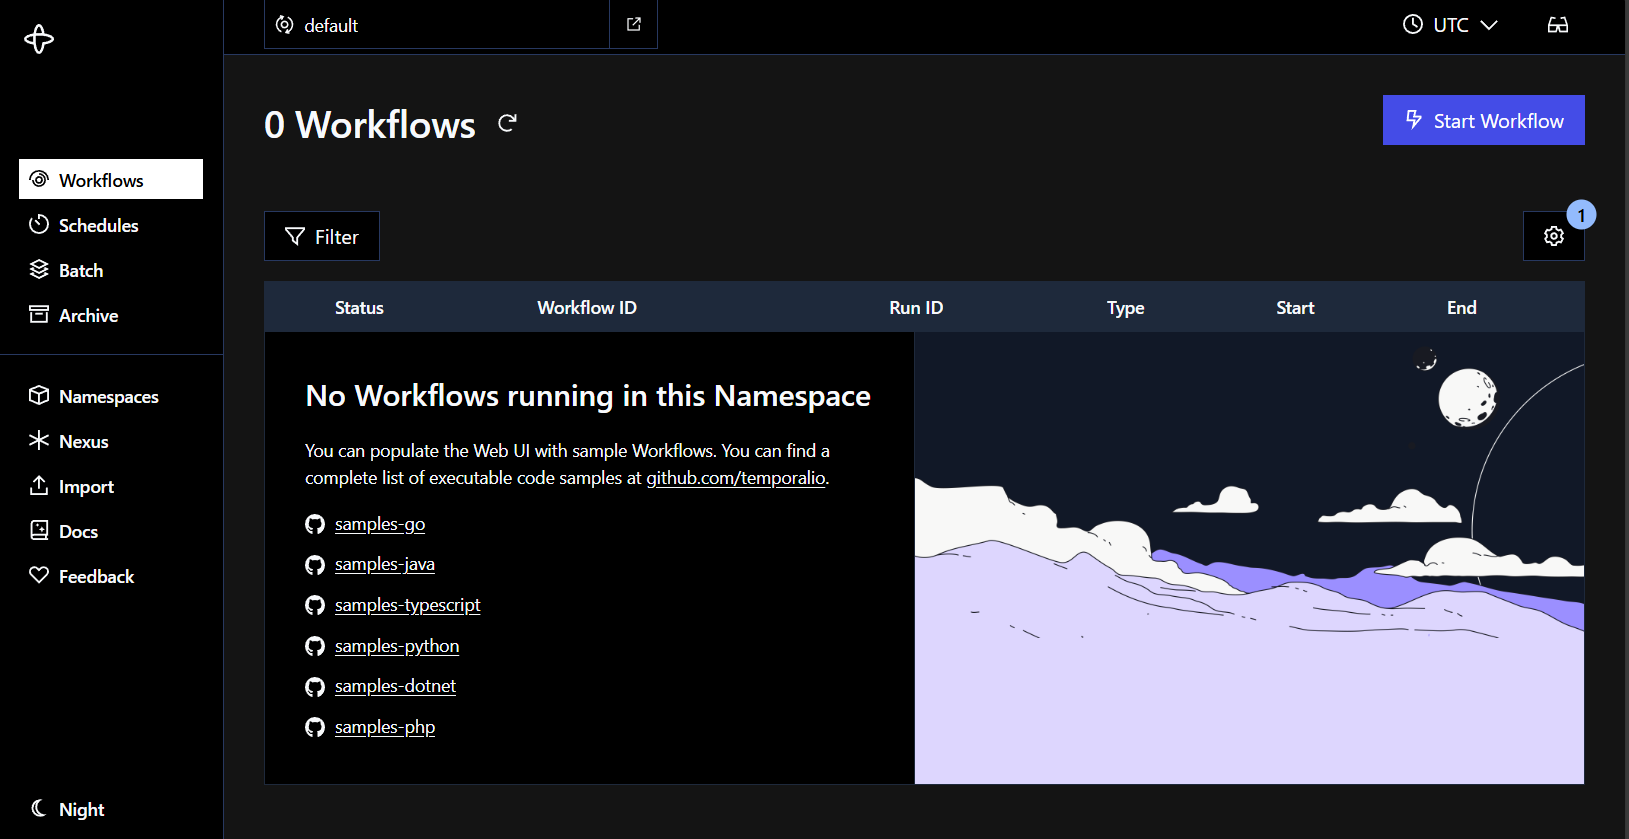 default
UTC
0 Workflows
Start Workflow
Workflows
Schedules
Batch
Archive
Namespaces
Nexus
Import
Docs
Feedback
Night
Filter
1
Status Workflow ID Run ID Type Start End
No Workflows running in this Namespace
You can populate the Web UI with sample Workflows. You can find a
complete list of executable code samples at github.com/temporalio.
samples-go
samples-java
samples-typescript
samples-python
samples-dotnet
samples-php